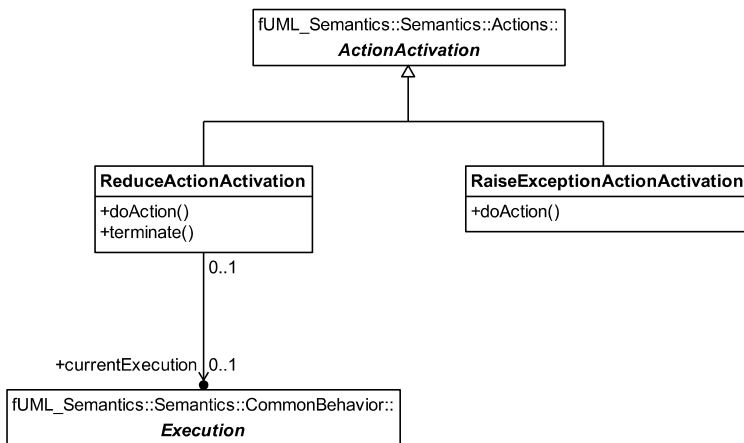 fUML_Semantics::Semantics::Actions::
ActionActivation
ReduceActionActivation
+doAction()
+terminate()
RaiseExceptionActionActivation
+doAction()
0..1
+currentExecution 0..1
fUML_Semantics::Semantics::CommonBehavior::
Execution